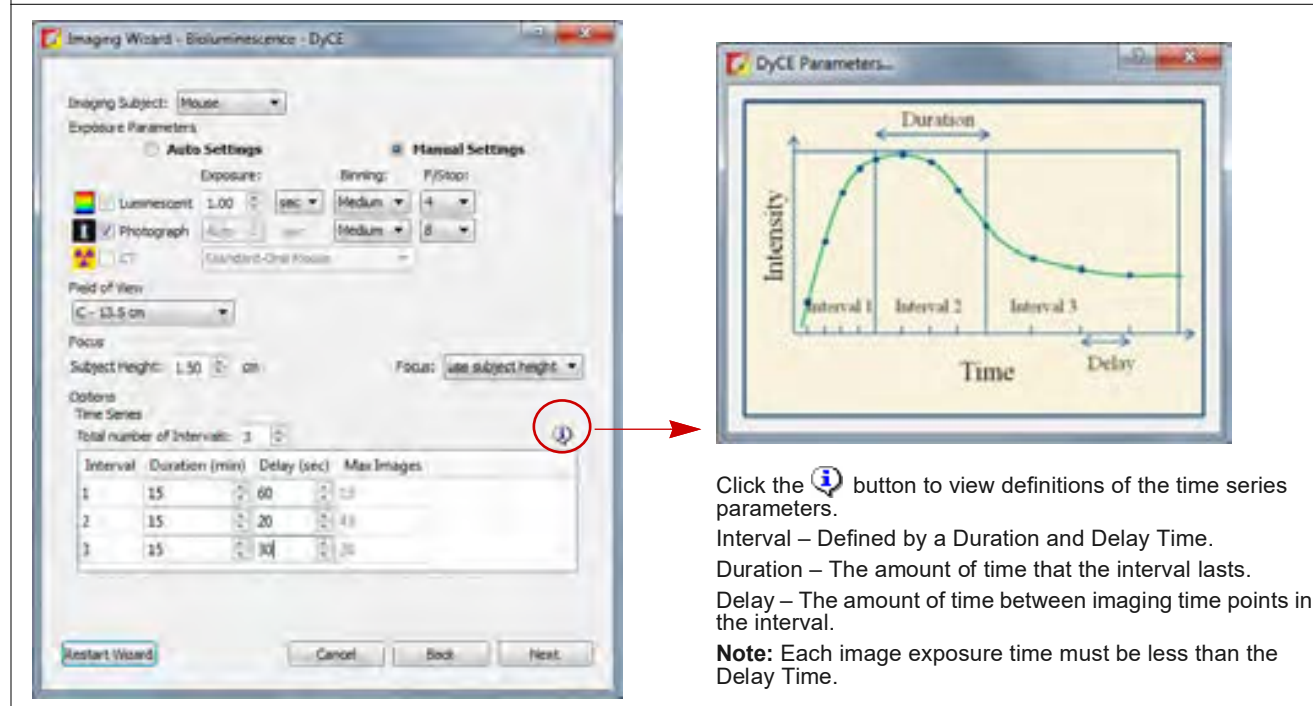 Imaging Wizard - Bioluminescence - DyCE
Imaging Subject: Mouse
Exposure Parameters
Auto Settings Manual Settings
Exposure: Binning: F/Stop:
Luminescent 1.00 sec Medium 4
Photograph Auto sec Medium 8
CT Standard-One Mouse
Field of View
C - 13.5 cm
Focus
Subject Height: 1.50 cm Focus: use subject height
Options
Time Series
Total number of Intervals: 3
Interval Duration (min) Delay (sec) Max Images
1 15 60
2 15 20
3 15 30
Restart Wizard Cancel Back Next
DyCE Parameters...
Duration
Intensity
Interval 1 Interval 2 Interval 3
Time Delay
Click the button to view definitions of the time series
parameters.
Interval – Defined by a Duration and Delay Time.
Duration – The amount of time that the interval lasts.
Delay – The amount of time between imaging time points in
the interval.
Note: Each image exposure time must be less than the
Delay Time.